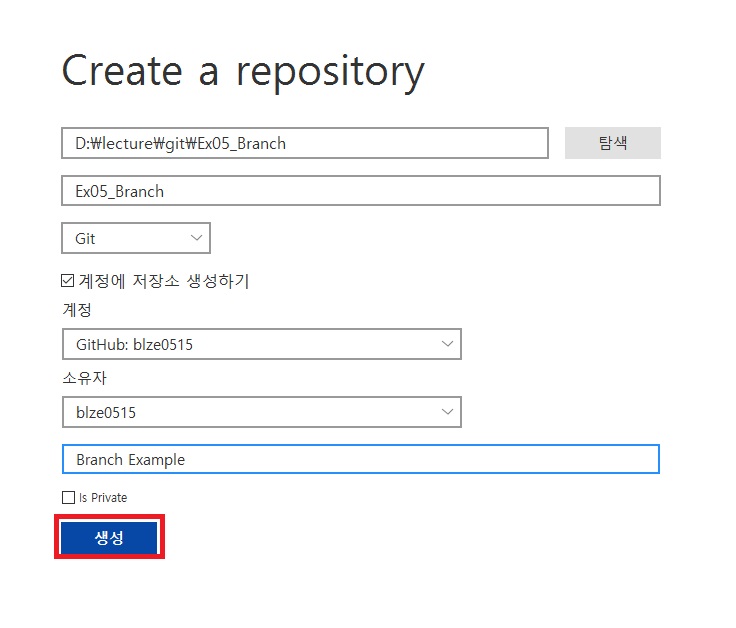 Create a repository
D:₩lecture₩git₩Ex05_Branch 탐색
Ex05_Branch
Git
계정에 저장소 생성하기
계정
GitHub: blze0515
소유자
blze0515
Branch Example
Is Private
생성